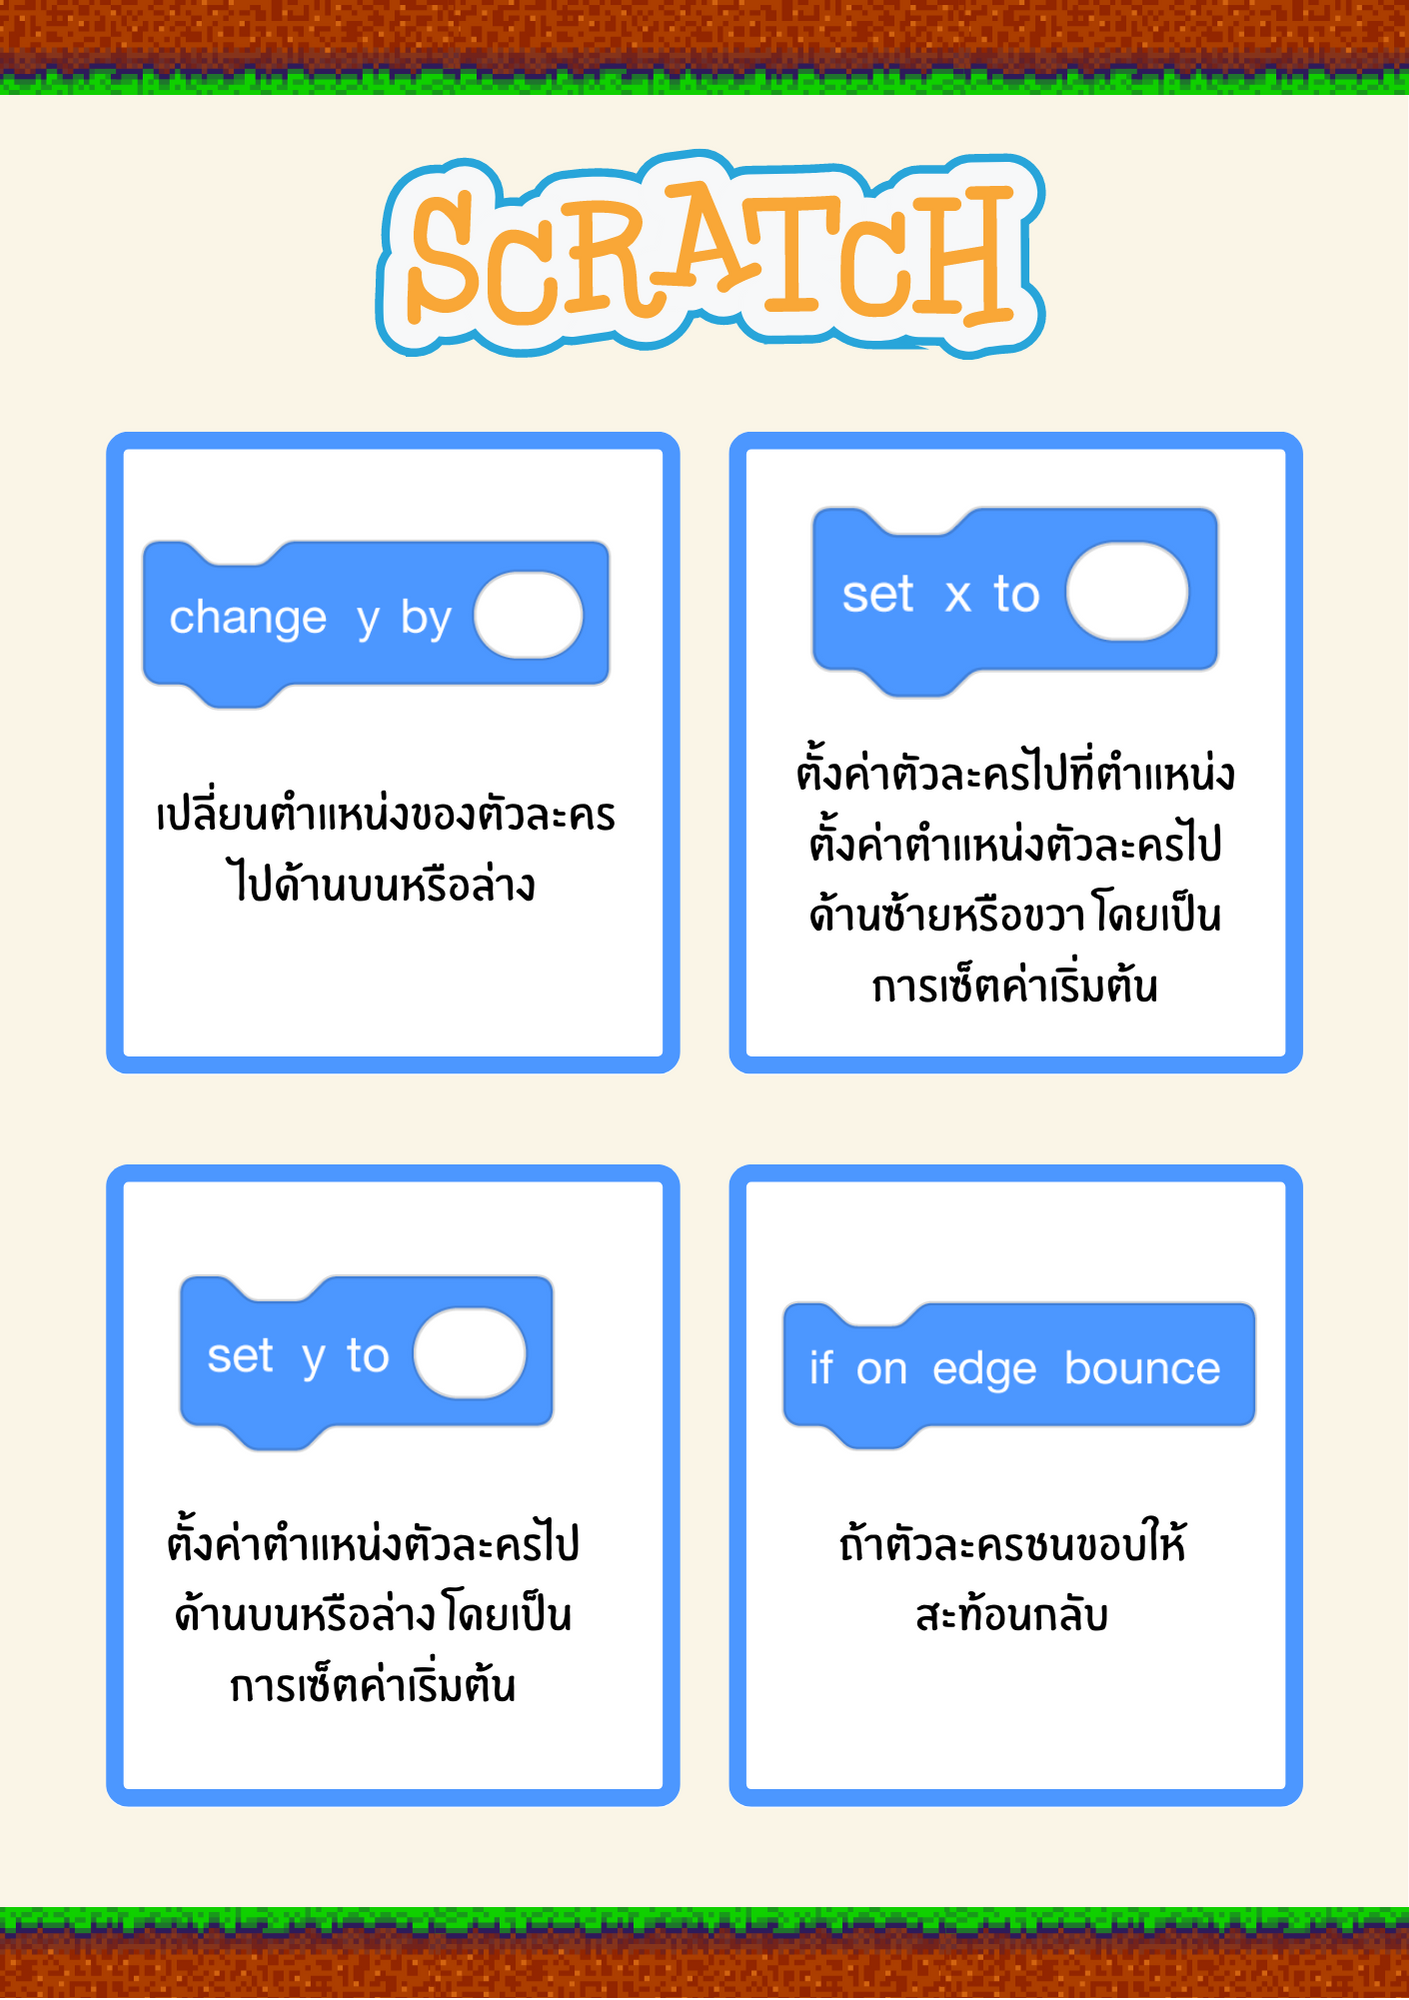 SCRATCH
change y by
เปลี่ยนตำแหน่งของตัวละคร
ไปด้านบนหรือล่าง
set x to
ตั้งค่าตัวละครไปที่ตำแหน่ง
ตั้งค่าตำแหน่งตัวละครไป
ด้านซ้ายหรือขวา โดยเป็น
การเซ็ตค่าเริ่มต้น
set y to
ตั้งค่าตำแหน่งตัวละครไป
ด้านบนหรือล่าง โดยเป็น
การเซ็ตค่าเริ่มต้น
if on edge bounce
ถ้าตัวละครชนขอบให้
สะท้อนกลับ